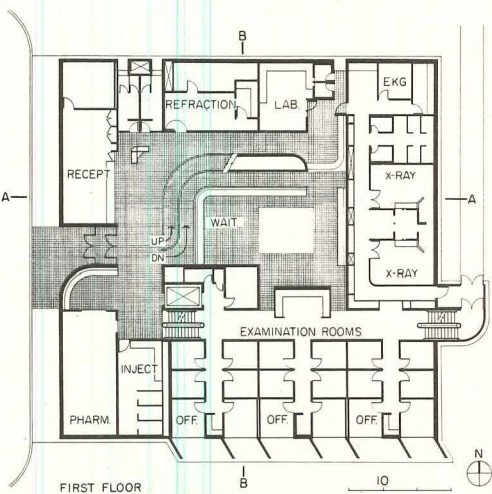 B
EKG
REFRACTION
LAB.
RECEPT
X-RAY
A
A
WAIT
UP
DN
X-RAY
EXAMINATION ROOMS
INJECT
PHARM.
OFF.
OFF.
OFF.
B
N
FIRST FLOOR
10